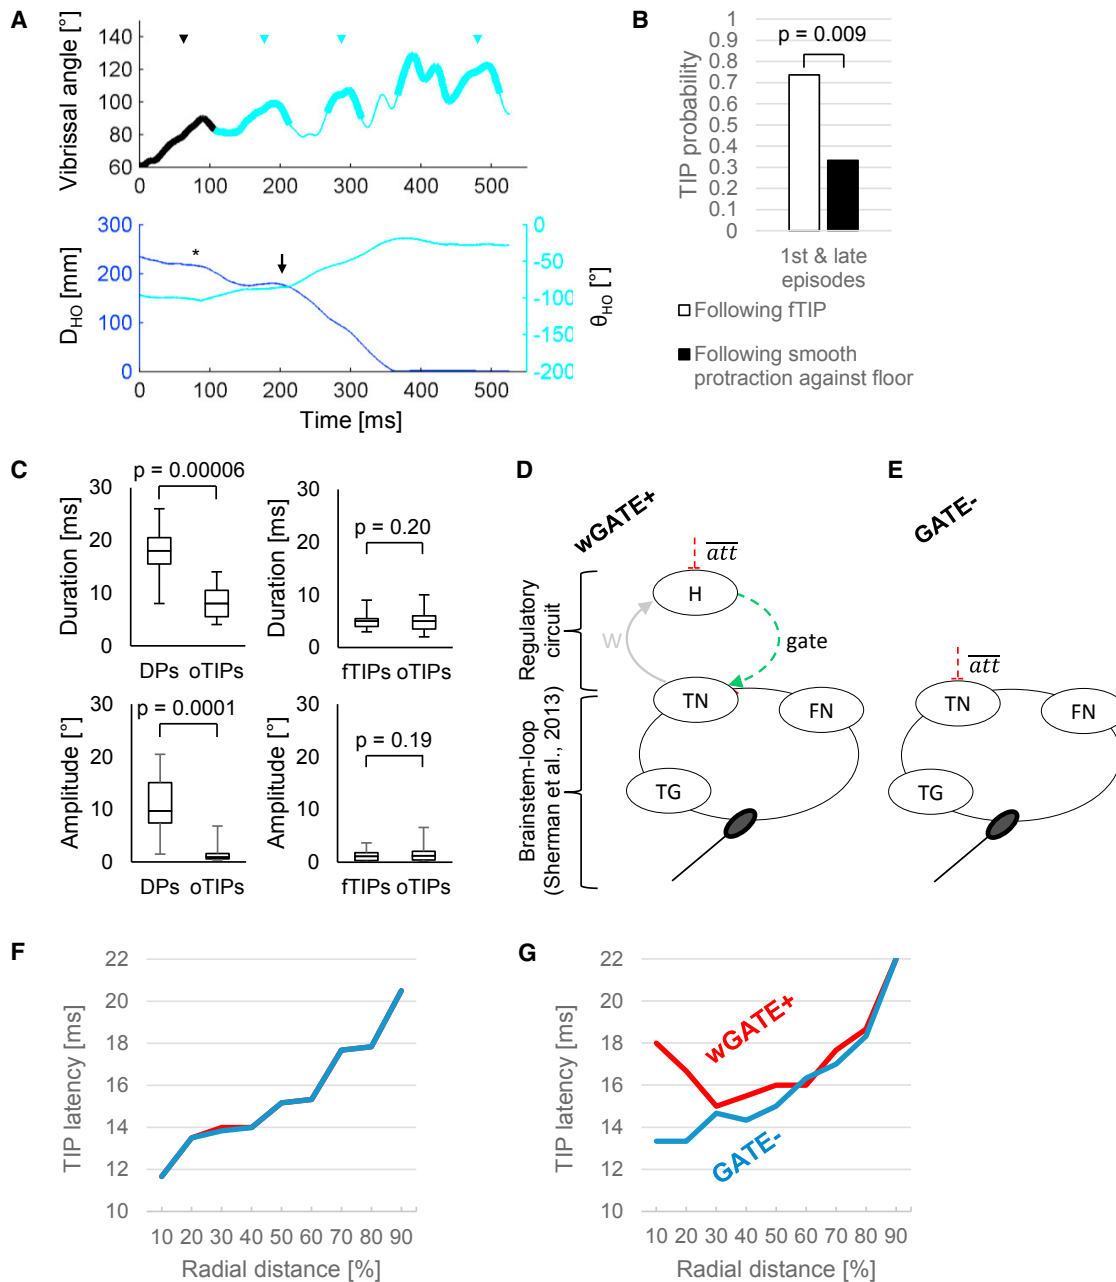 A
Vibrissal angle [°]
140
120
100
80
60
0 100 200 300 400 500
D_HO [mm]
300
200
100
0
*
0
-50
-100
-150
-200
θ_HO [°]
0 100 200 300 400 500
Time [ms]
B
TIP probability
1
0.9
0.8
0.7
0.6
0.5
0.4
0.3
0.2
0.1
0
p = 0.009
1st & late
episodes
Following fTIP
Following smooth
protraction against floor
C
p = 0.00006
Duration [ms]
30
20
10
0
DPs oTIPs
Duration [ms]
30
20
10
0
p = 0.20
fTIPs oTIPs
p = 0.0001
Amplitude [°]
30
20
10
0
DPs oTIPs
Amplitude [°]
30
20
10
0
p = 0.19
fTIPs oTIPs
D
wGATE+
att
H
Regulatory
circuit
w
gate
TN
FN
TG
Brainstem-loop
(Sherman et al., 2013)
E
GATE-
att
TN
FN
TG
F
TIP latency [ms]
22
20
18
16
14
12
10
10 20 30 40 50 60 70 80 90
Radial distance [%]
G
TIP latency [ms]
22
20
18
16
14
12
10
wGATE+
GATE-
10 20 30 40 50 60 70 80 90
Radial distance [%]